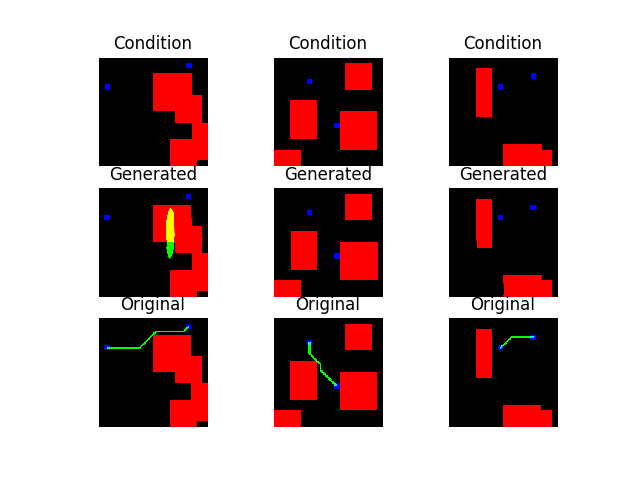 Condition
Condition
Condition
Generated
Generated
Generated
Original
Original
Original